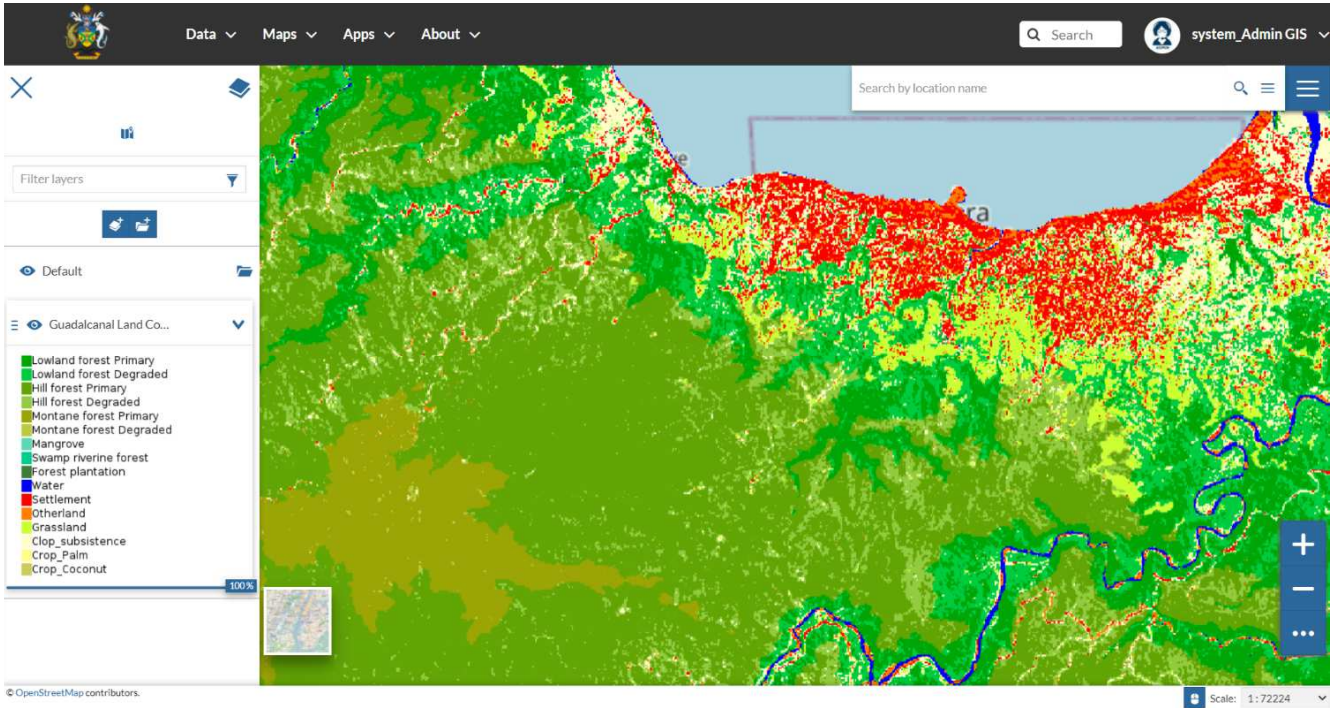 Data Maps Apps About Search system_Admin GIS
Search by location name
Filter layers
Default
Guadalcanal Land Co...
Lowland forest Primary
Lowland forest Degraded
Hill forest Primary
Hill forest Degraded
Montane forest Primary
Montane forest Degraded
Mangrove
Swamp riverine forest
Forest plantation
Water
Settlement
Otherland
Grassland
Clop_subsistence
Crop_Palm
Crop_Coconut
100%
ra
© OpenStreetMap contributors.
Scale: 1 : 72224